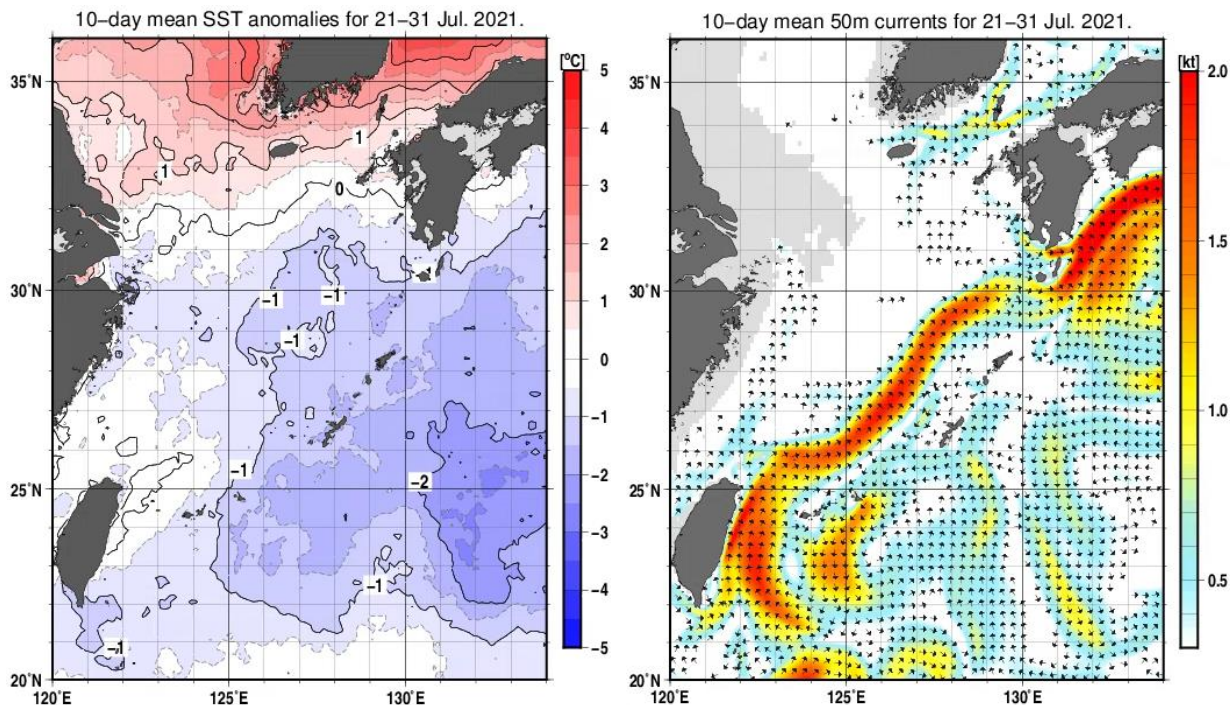 10-day mean SST anomalies for 21-31 Jul. 2021.
[°C]
35°N
30°N
25°N
20°N
120°E
125°E
130°E
5
4
3
2
1
0
-1
-2
-3
-4
-5
1
1
0
-1
-1
-1
-1
-1
-2
-1
-1
10-day mean 50m currents for 21-31 Jul. 2021.
[kt]
35°N
30°N
25°N
20°N
120°E
125°E
130°E
2.0
1.5
1.0
0.5